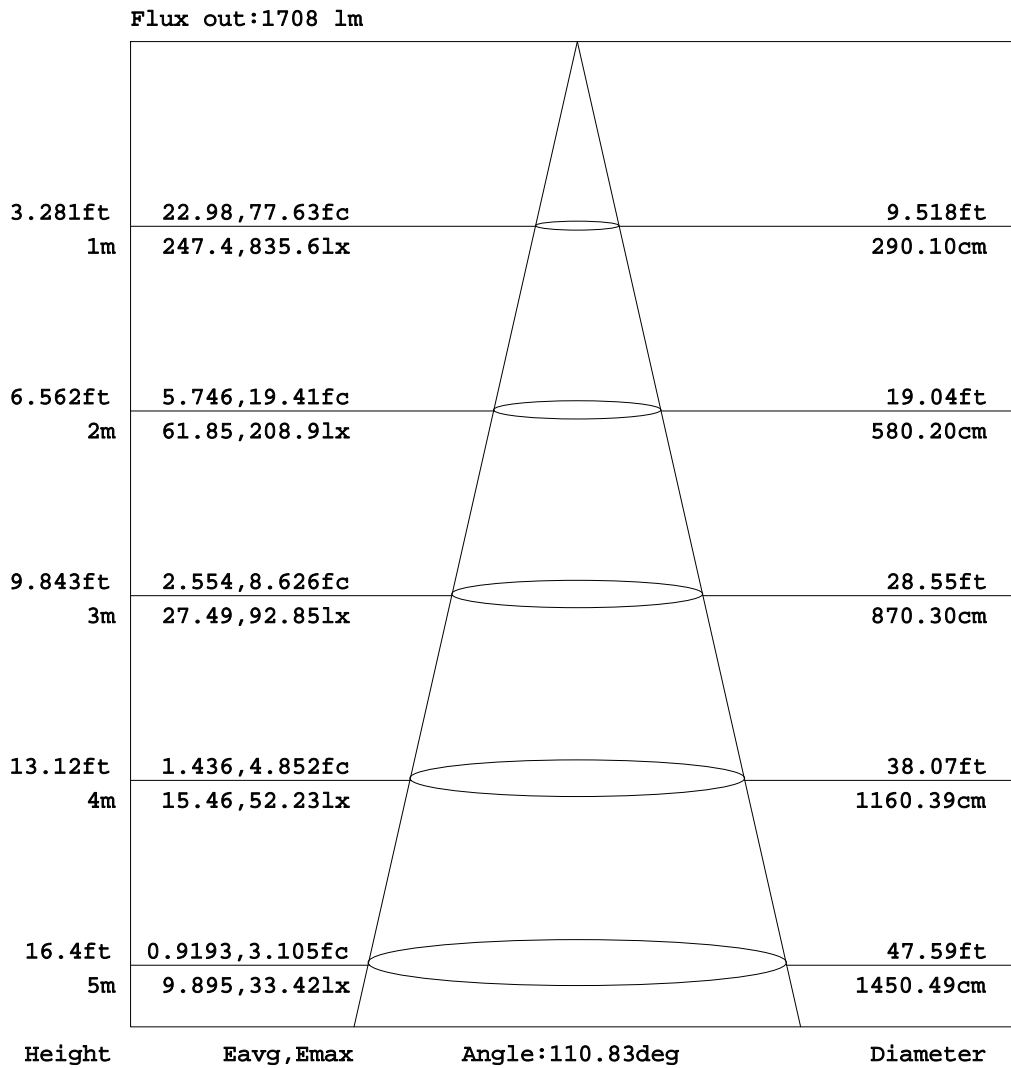 Flux out:1708 lm
3.281ft 22.98,77.63fc 9.518ft
1m 247.4,835.6lx 290.10cm
6.562ft 5.746,19.41fc 19.04ft
2m 61.85,208.9lx 580.20cm
9.843ft 2.554,8.626fc 28.55ft
3m 27.49,92.85lx 870.30cm
13.12ft 1.436,4.852fc 38.07ft
4m 15.46,52.23lx 1160.39cm
16.4ft 0.9193,3.105fc 47.59ft
5m 9.895,33.42lx 1450.49cm
Height Eavg,Emax Angle:110.83deg Diameter